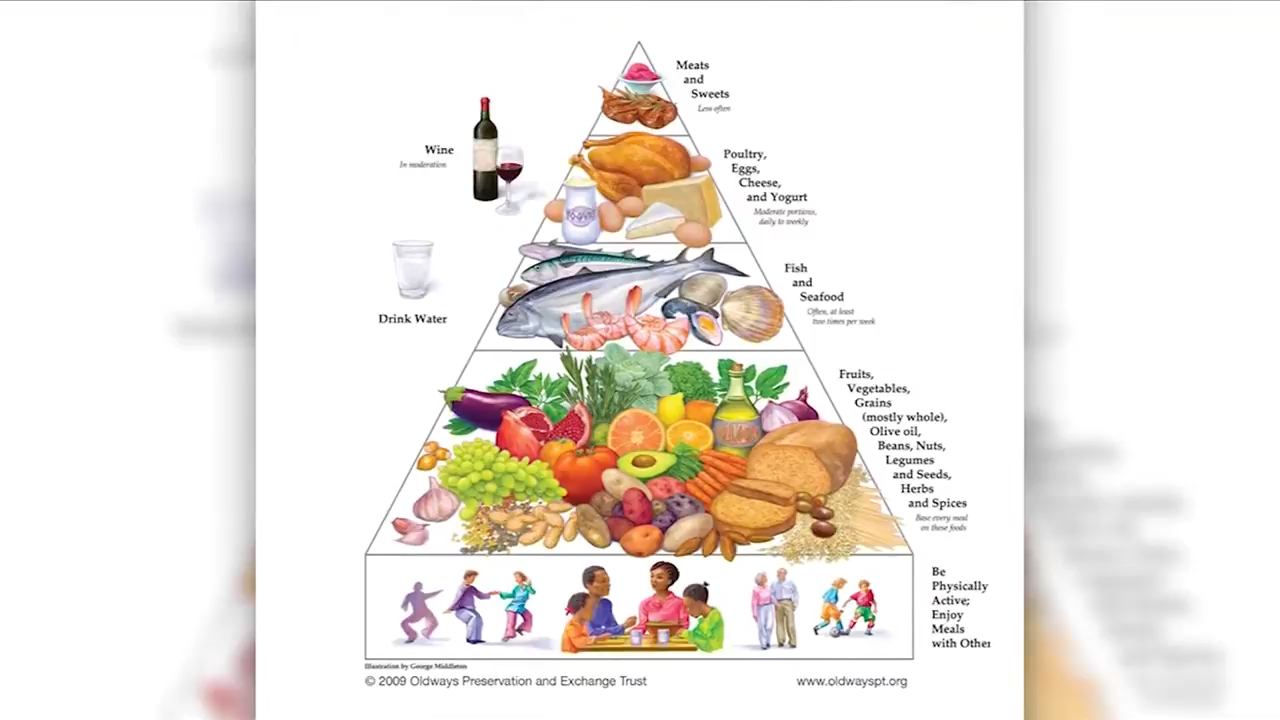 Meats
and
Sweets
Less often
Wine
In moderation
Poultry,
Eggs,
Cheese,
and Yogurt
Moderate portions,
daily to weekly
Yogurt
Drink Water
Fish
and
Seafood
Often, at least
two times per week
Fruits,
Vegetables,
Grains
(mostly whole),
Olive oil,
Beans, Nuts,
Legumes
and Seeds,
Herbs
and Spices
Base every meal
on these foods
Be
Physically
Active;
Enjoy
Meals
with Other
Illustration by George Middleton
© 2009 Oldways Preservation and Exchange Trust
www.oldwayspt.org